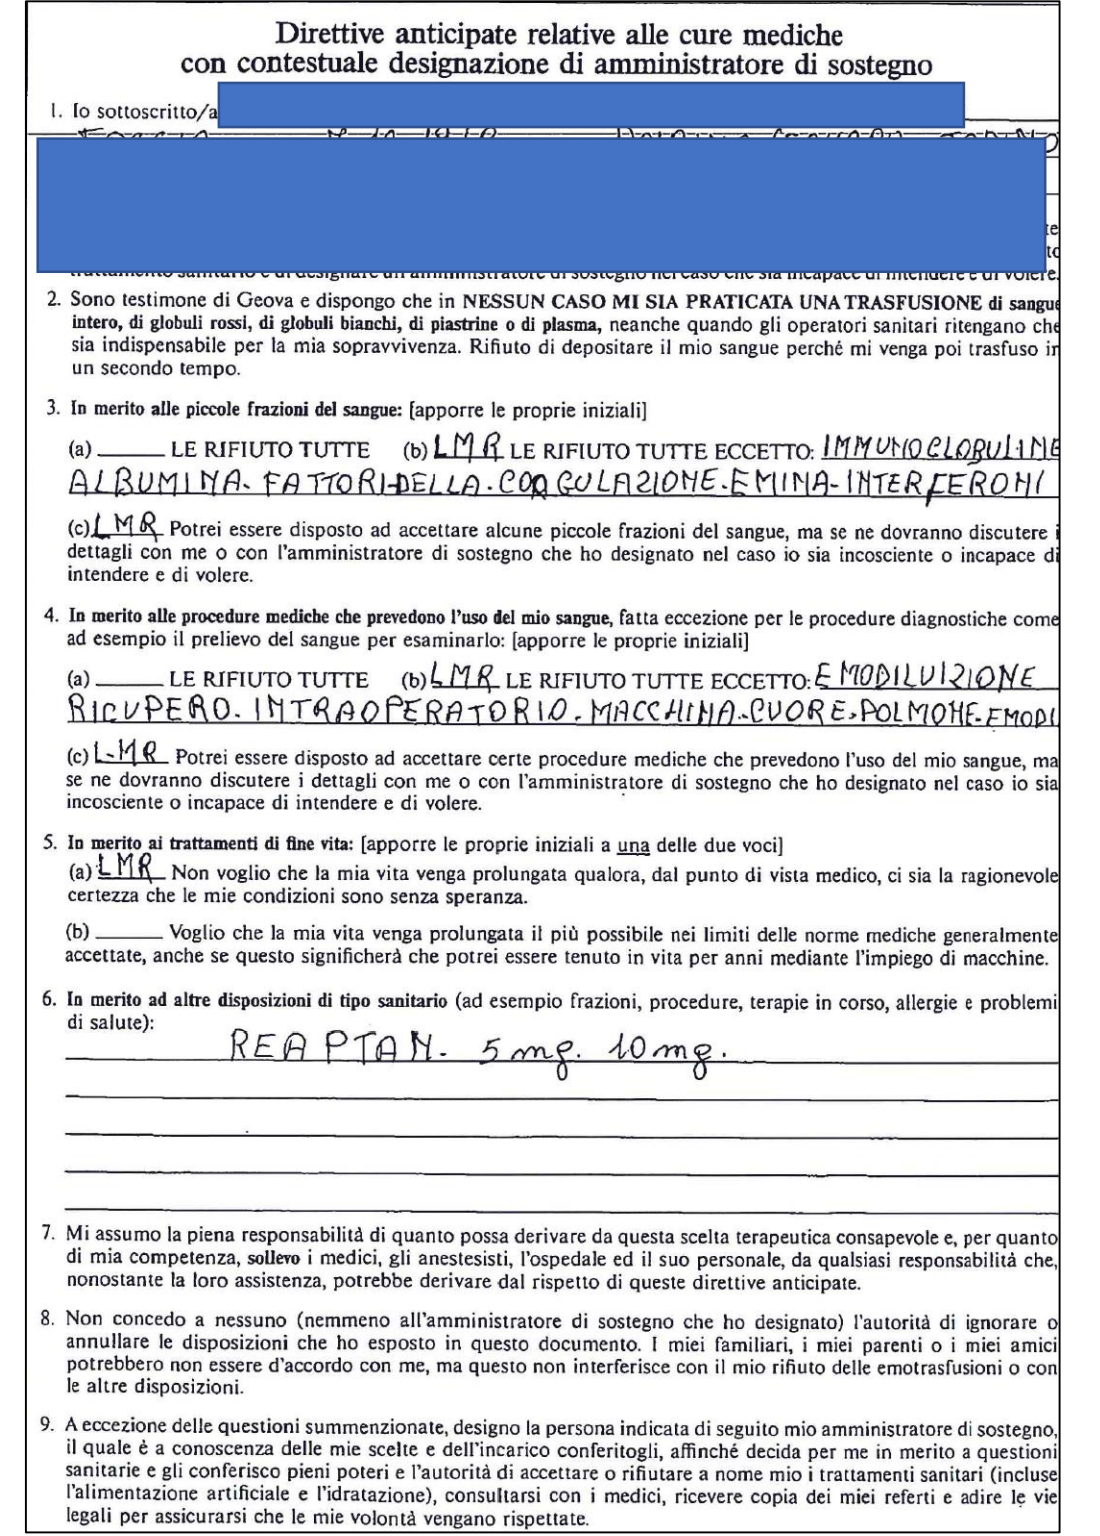 Direttive anticipate relative alle cure mediche
con contestuale designazione di amministratore di sostegno
1. Io sottoscritto/a
trattamento sanitario e di designare un amministratore di sostegno nel caso che sia incapace di intendere e di volere.
2. Sono testimone di Geova e dispongo che in NESSUN CASO MI SIA PRATICATA UNA TRASFUSIONE di sangue
intero, di globuli rossi, di globuli bianchi, di piastrine o di plasma, neanche quando gli operatori sanitari ritengano che
sia indispensabile per la mia sopravvivenza. Rifiuto di depositare il mio sangue perché mi venga poi trasfuso in
un secondo tempo.
3. In merito alle piccole frazioni del sangue: [apporre le proprie iniziali]
(a) ______ LE RIFIUTO TUTTE (b) LMR LE RIFIUTO TUTTE ECCETTO: IMMUNOGLOBULINE
ALBUMINA. FATTORI-DELLA.COAGULAZIONE.EMINA-INTERFERONI
(c) LMR Potrei essere disposto ad accettare alcune piccole frazioni del sangue, ma se ne dovranno discutere i
dettagli con me o con l'amministratore di sostegno che ho designato nel caso io sia incosciente o incapace di
intendere e di volere.
4. In merito alle procedure mediche che prevedono l'uso del mio sangue, fatta eccezione per le procedure diagnostiche come
ad esempio il prelievo del sangue per esaminarlo: [apporre le proprie iniziali]
(a) ______ LE RIFIUTO TUTTE (b) LMR LE RIFIUTO TUTTE ECCETTO: EMODILUIZIONE
RICUPERO. INTRAOPERATORIO. MACCHINA-CUORE-POLMONE-EMODI
(c) L-MR Potrei essere disposto ad accettare certe procedure mediche che prevedono l'uso del mio sangue, ma
se ne dovranno discutere i dettagli con me o con l'amministratore di sostegno che ho designato nel caso io sia
incosciente o incapace di intendere e di volere.
5. In merito ai trattamenti di fine vita: [apporre le proprie iniziali a una delle due voci]
(a) LMR Non voglio che la mia vita venga prolungata qualora, dal punto di vista medico, ci sia la ragionevole
certezza che le mie condizioni sono senza speranza.
(b) ______ Voglio che la mia vita venga prolungata il più possibile nei limiti delle norme mediche generalmente
accettate, anche se questo significherà che potrei essere tenuto in vita per anni mediante l'impiego di macchine.
6. In merito ad altre disposizioni di tipo sanitario (ad esempio frazioni, procedure, terapie in corso, allergie e problemi
di salute):
REAPTAN. 5 mg. 10 mg.
7. Mi assumo la piena responsabilità di quanto possa derivare da questa scelta terapeutica consapevole e, per quanto
di mia competenza, sollevo i medici, gli anestesisti, l'ospedale ed il suo personale, da qualsiasi responsabilità che,
nonostante la loro assistenza, potrebbe derivare dal rispetto di queste direttive anticipate.
8. Non concedo a nessuno (nemmeno all'amministratore di sostegno che ho designato) l'autorità di ignorare o
annullare le disposizioni che ho esposto in questo documento. I miei familiari, i miei parenti o i miei amici
potrebbero non essere d'accordo con me, ma questo non interferisce con il mio rifiuto delle emotrasfusioni o con
le altre disposizioni.
9. A eccezione delle questioni summenzionate, designo la persona indicata di seguito mio amministratore di sostegno,
il quale è a conoscenza delle mie scelte e dell'incarico conferitogli, affinché decida per me in merito a questioni
sanitarie e gli conferisco pieni poteri e l'autorità di accettare o rifiutare a nome mio i trattamenti sanitari (incluse
l'alimentazione artificiale e l'idratazione), consultarsi con i medici, ricevere copia dei miei referti e adire le vie
legali per assicurarsi che le mie volontà vengano rispettate.